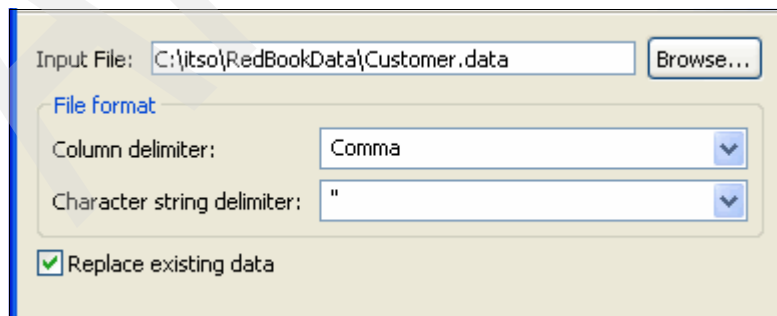 Input File: C:\itso\RedBookData\Customer.data Browse...
File format
Column delimiter: Comma
Character string delimiter: "
Replace existing data